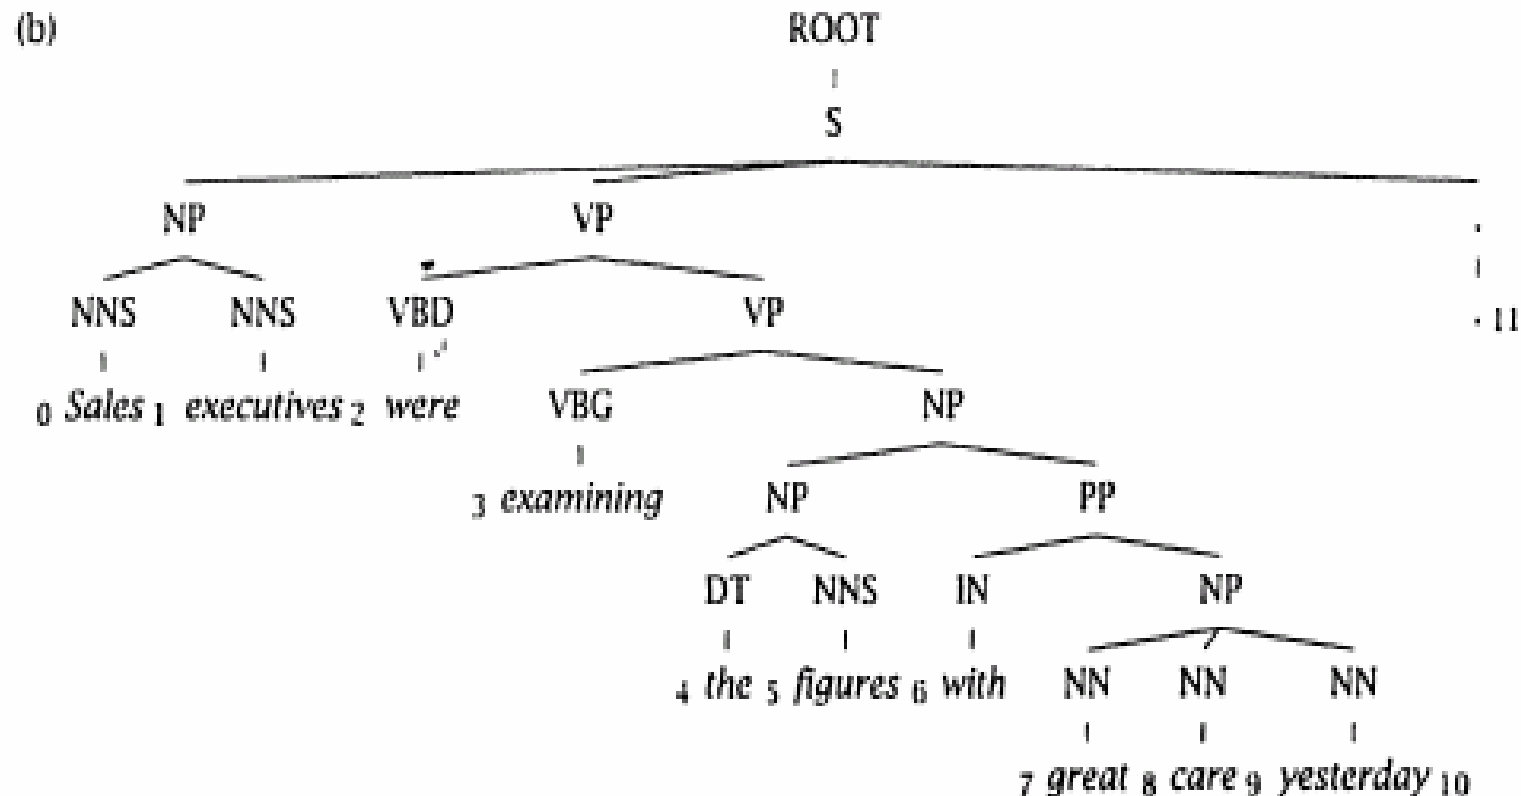 (b) ROOT
S
NP VP .
NNS NNS VBD VP . 11
0 Sales 1 executives 2 were VBG NP
3 examining NP PP
DT NNS IN NP
4 the 5 figures 6 with NN NN NN
7 great 8 care 9 yesterday 10